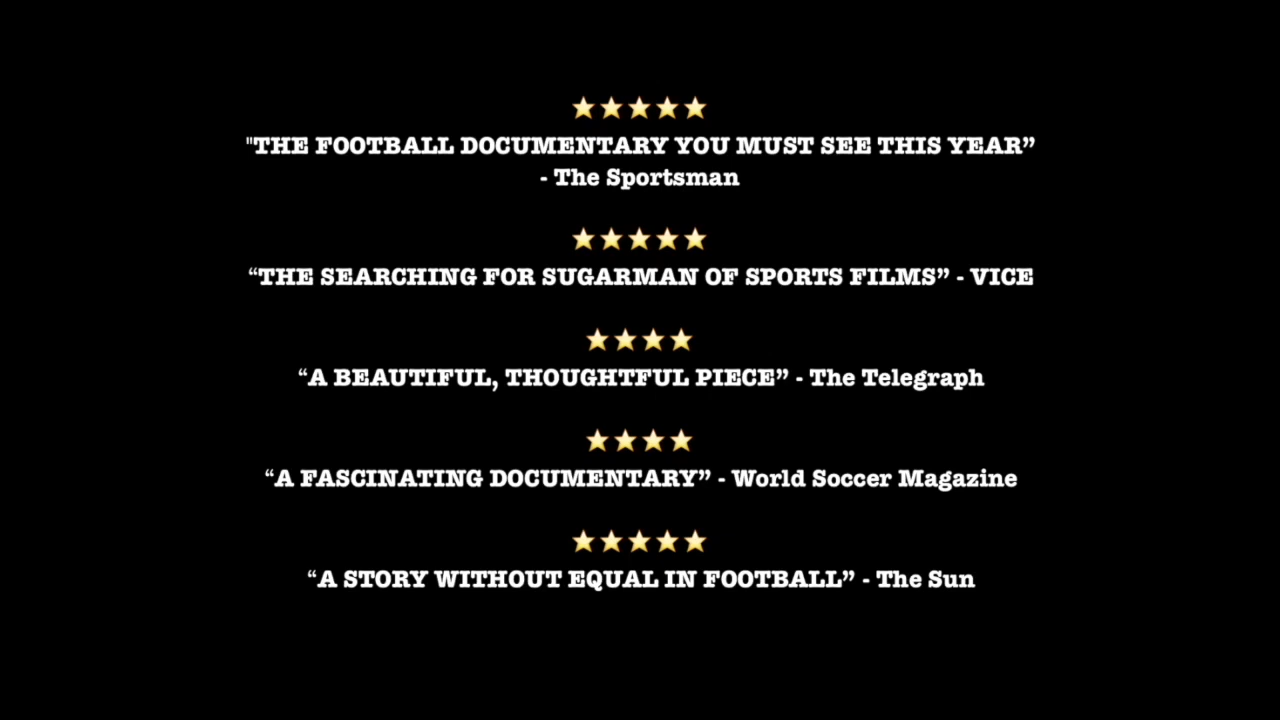 ★★★★★
"THE FOOTBALL DOCUMENTARY YOU MUST SEE THIS YEAR”
- The Sportsman
★★★★★
“THE SEARCHING FOR SUGARMAN OF SPORTS FILMS” - VICE
★★★★
“A BEAUTIFUL, THOUGHTFUL PIECE” - The Telegraph
★★★★
“A FASCINATING DOCUMENTARY” - World Soccer Magazine
★★★★★
“A STORY WITHOUT EQUAL IN FOOTBALL” - The Sun